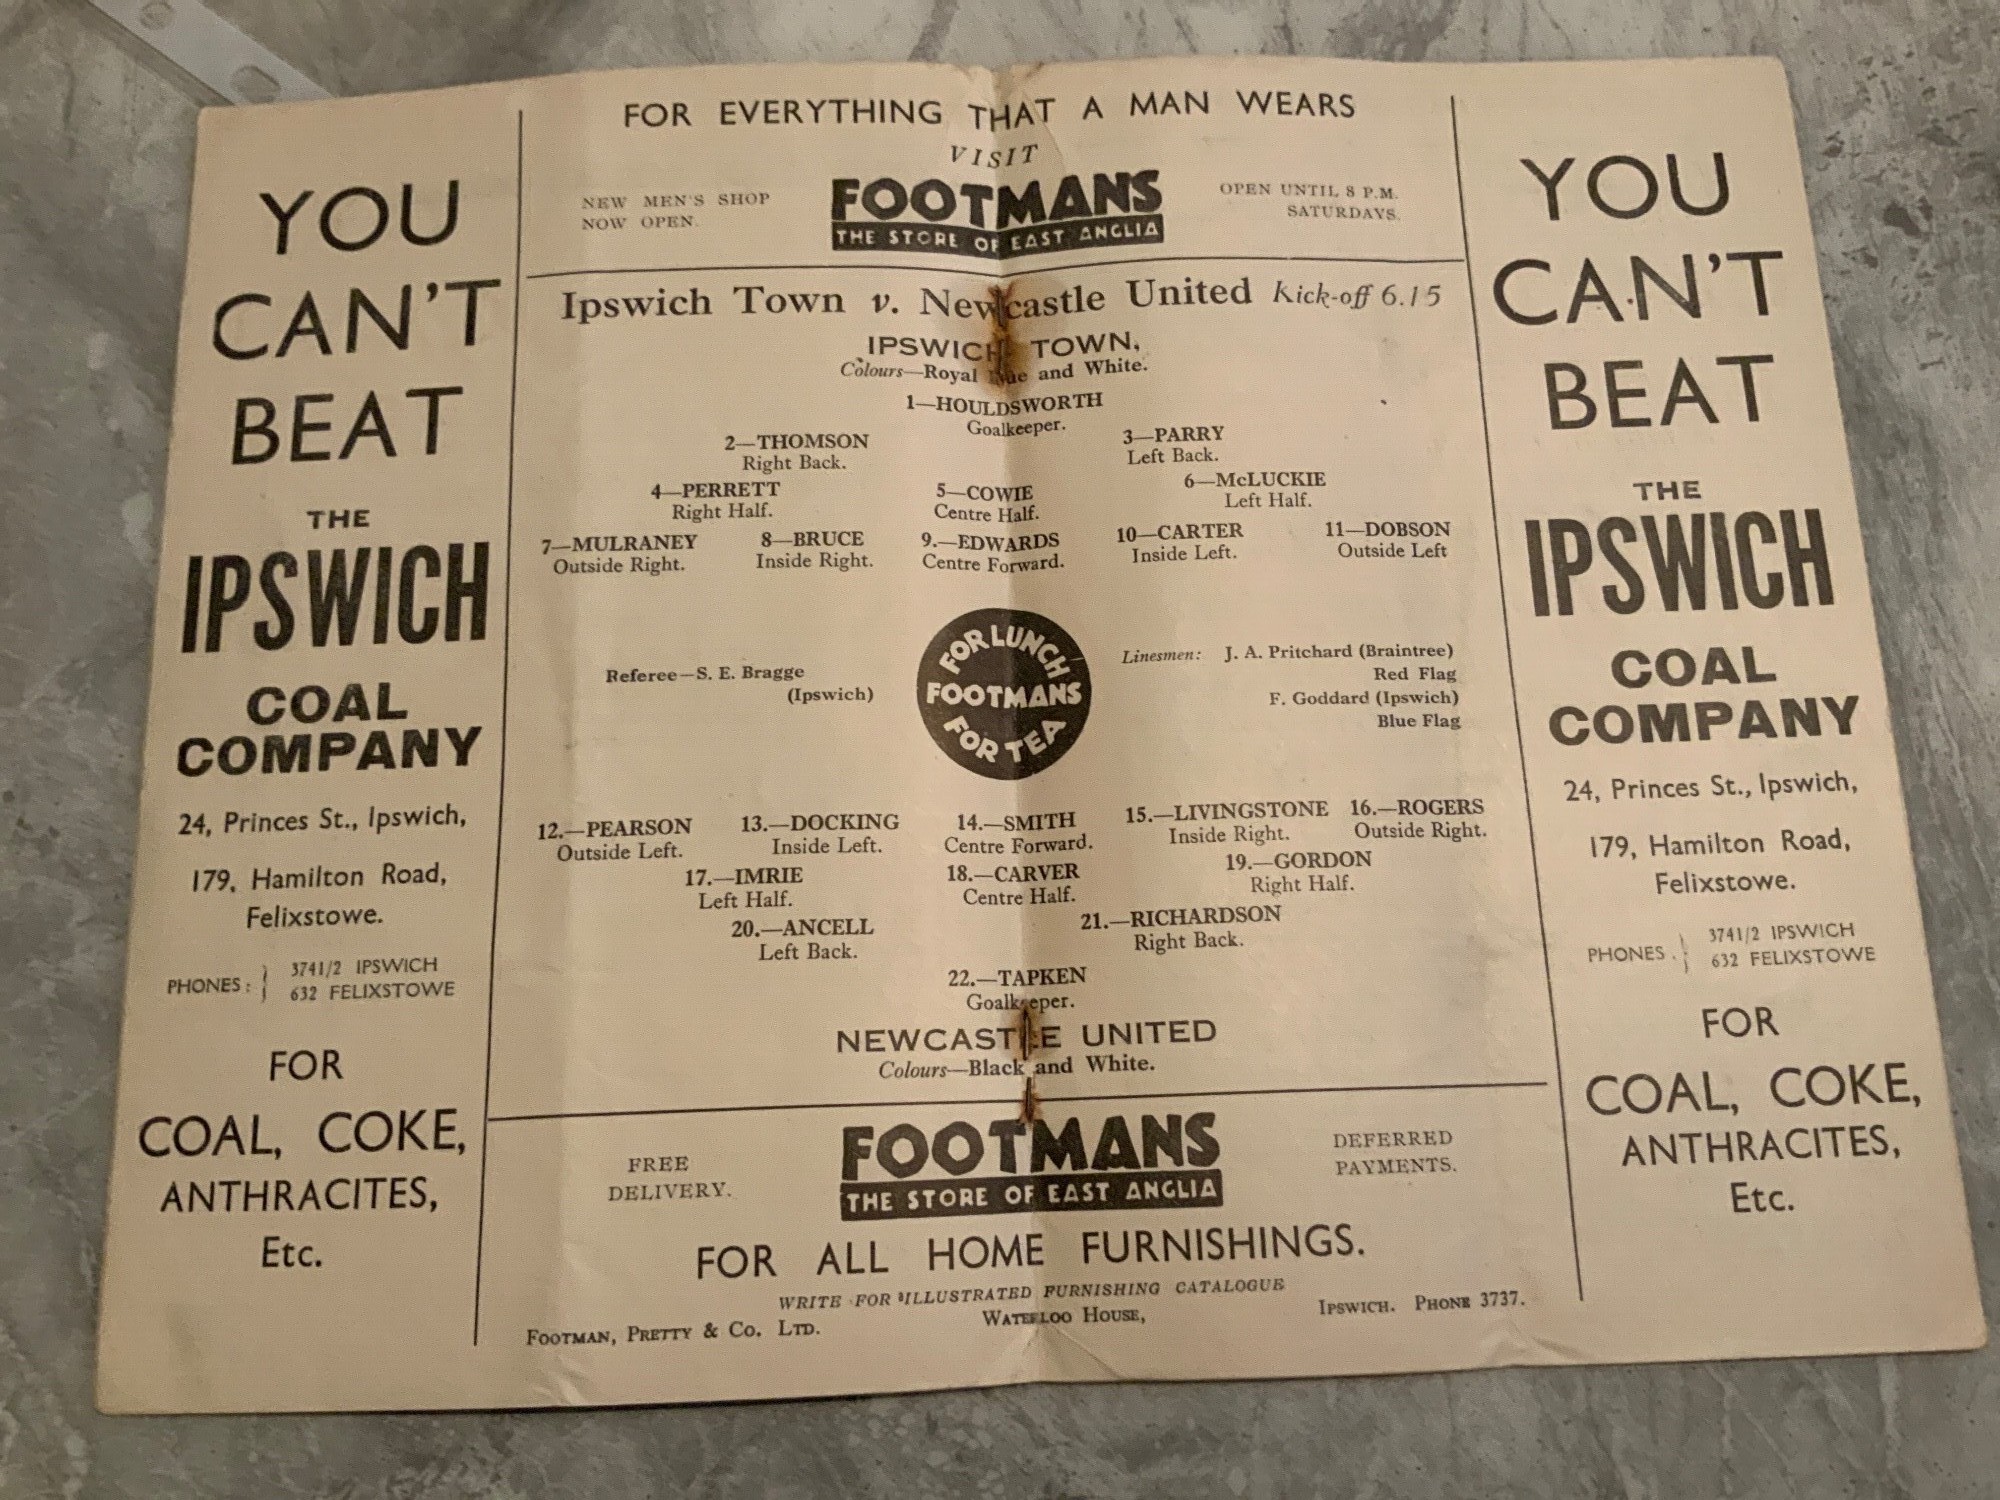 YOU
CAN'T
BEAT
THE
IPSWICH
COAL
COMPANY
24, Princes St., Ipswich,
179, Hamilton Road,
Felixstowe.
PHONES: 3741/2 IPSWICH
632 FELIXSTOWE
FOR
COAL, COKE,
ANTHRACITES,
Etc.
FOR EVERYTHING THAT A MAN WEARS
VISIT
NEW MEN'S SHOP
NOW OPEN.
FOOTMANS
THE STORE OF EAST ANGLIA
OPEN UNTIL 8 P.M.
SATURDAYS.
Ipswich Town v. Newcastle United Kick-off 6.15
IPSWICH TOWN,
Colours—Royal Blue and White.
1—HOULDSWORTH
Goalkeeper.
2—THOMSON 3—PARRY
Right Back. Left Back.
4—PERRETT 5—COWIE 6—McLUCKIE
Right Half. Centre Half. Left Half.
7—MULRANEY 8—BRUCE 9.—EDWARDS 10—CARTER 11—DOBSON
Outside Right. Inside Right. Centre Forward. Inside Left. Outside Left
Referee—S. E. Bragge
(Ipswich)
FOR LUNCH
FOOTMANS
FOR TEA
Linesmen: J. A. Pritchard (Braintree)
Red Flag
F. Goddard (Ipswich)
Blue Flag
12.—PEARSON 13.—DOCKING 14.—SMITH 15.—LIVINGSTONE 16.—ROGERS
Outside Left. Inside Left. Centre Forward. Inside Right. Outside Right.
17.—IMRIE 18.—CARVER 19.—GORDON
Left Half. Centre Half. Right Half.
20.—ANCELL 21.—RICHARDSON
Left Back. Right Back.
22.—TAPKEN
Goalkeeper.
NEWCASTLE UNITED
Colours—Black and White.
FREE
DELIVERY.
FOOTMANS
THE STORE OF EAST ANGLIA
DEFERRED
PAYMENTS.
FOR ALL HOME FURNISHINGS.
WRITE FOR ILLUSTRATED FURNISHING CATALOGUE
FOOTMAN, PRETTY & CO. LTD. WATERLOO HOUSE, IPSWICH. PHONE 3737.
YOU
CAN'T
BEAT
THE
IPSWICH
COAL
COMPANY
24, Princes St., Ipswich,
179, Hamilton Road,
Felixstowe.
PHONES. 3741/2 IPSWICH
632 FELIXSTOWE
FOR
COAL, COKE,
ANTHRACITES,
Etc.